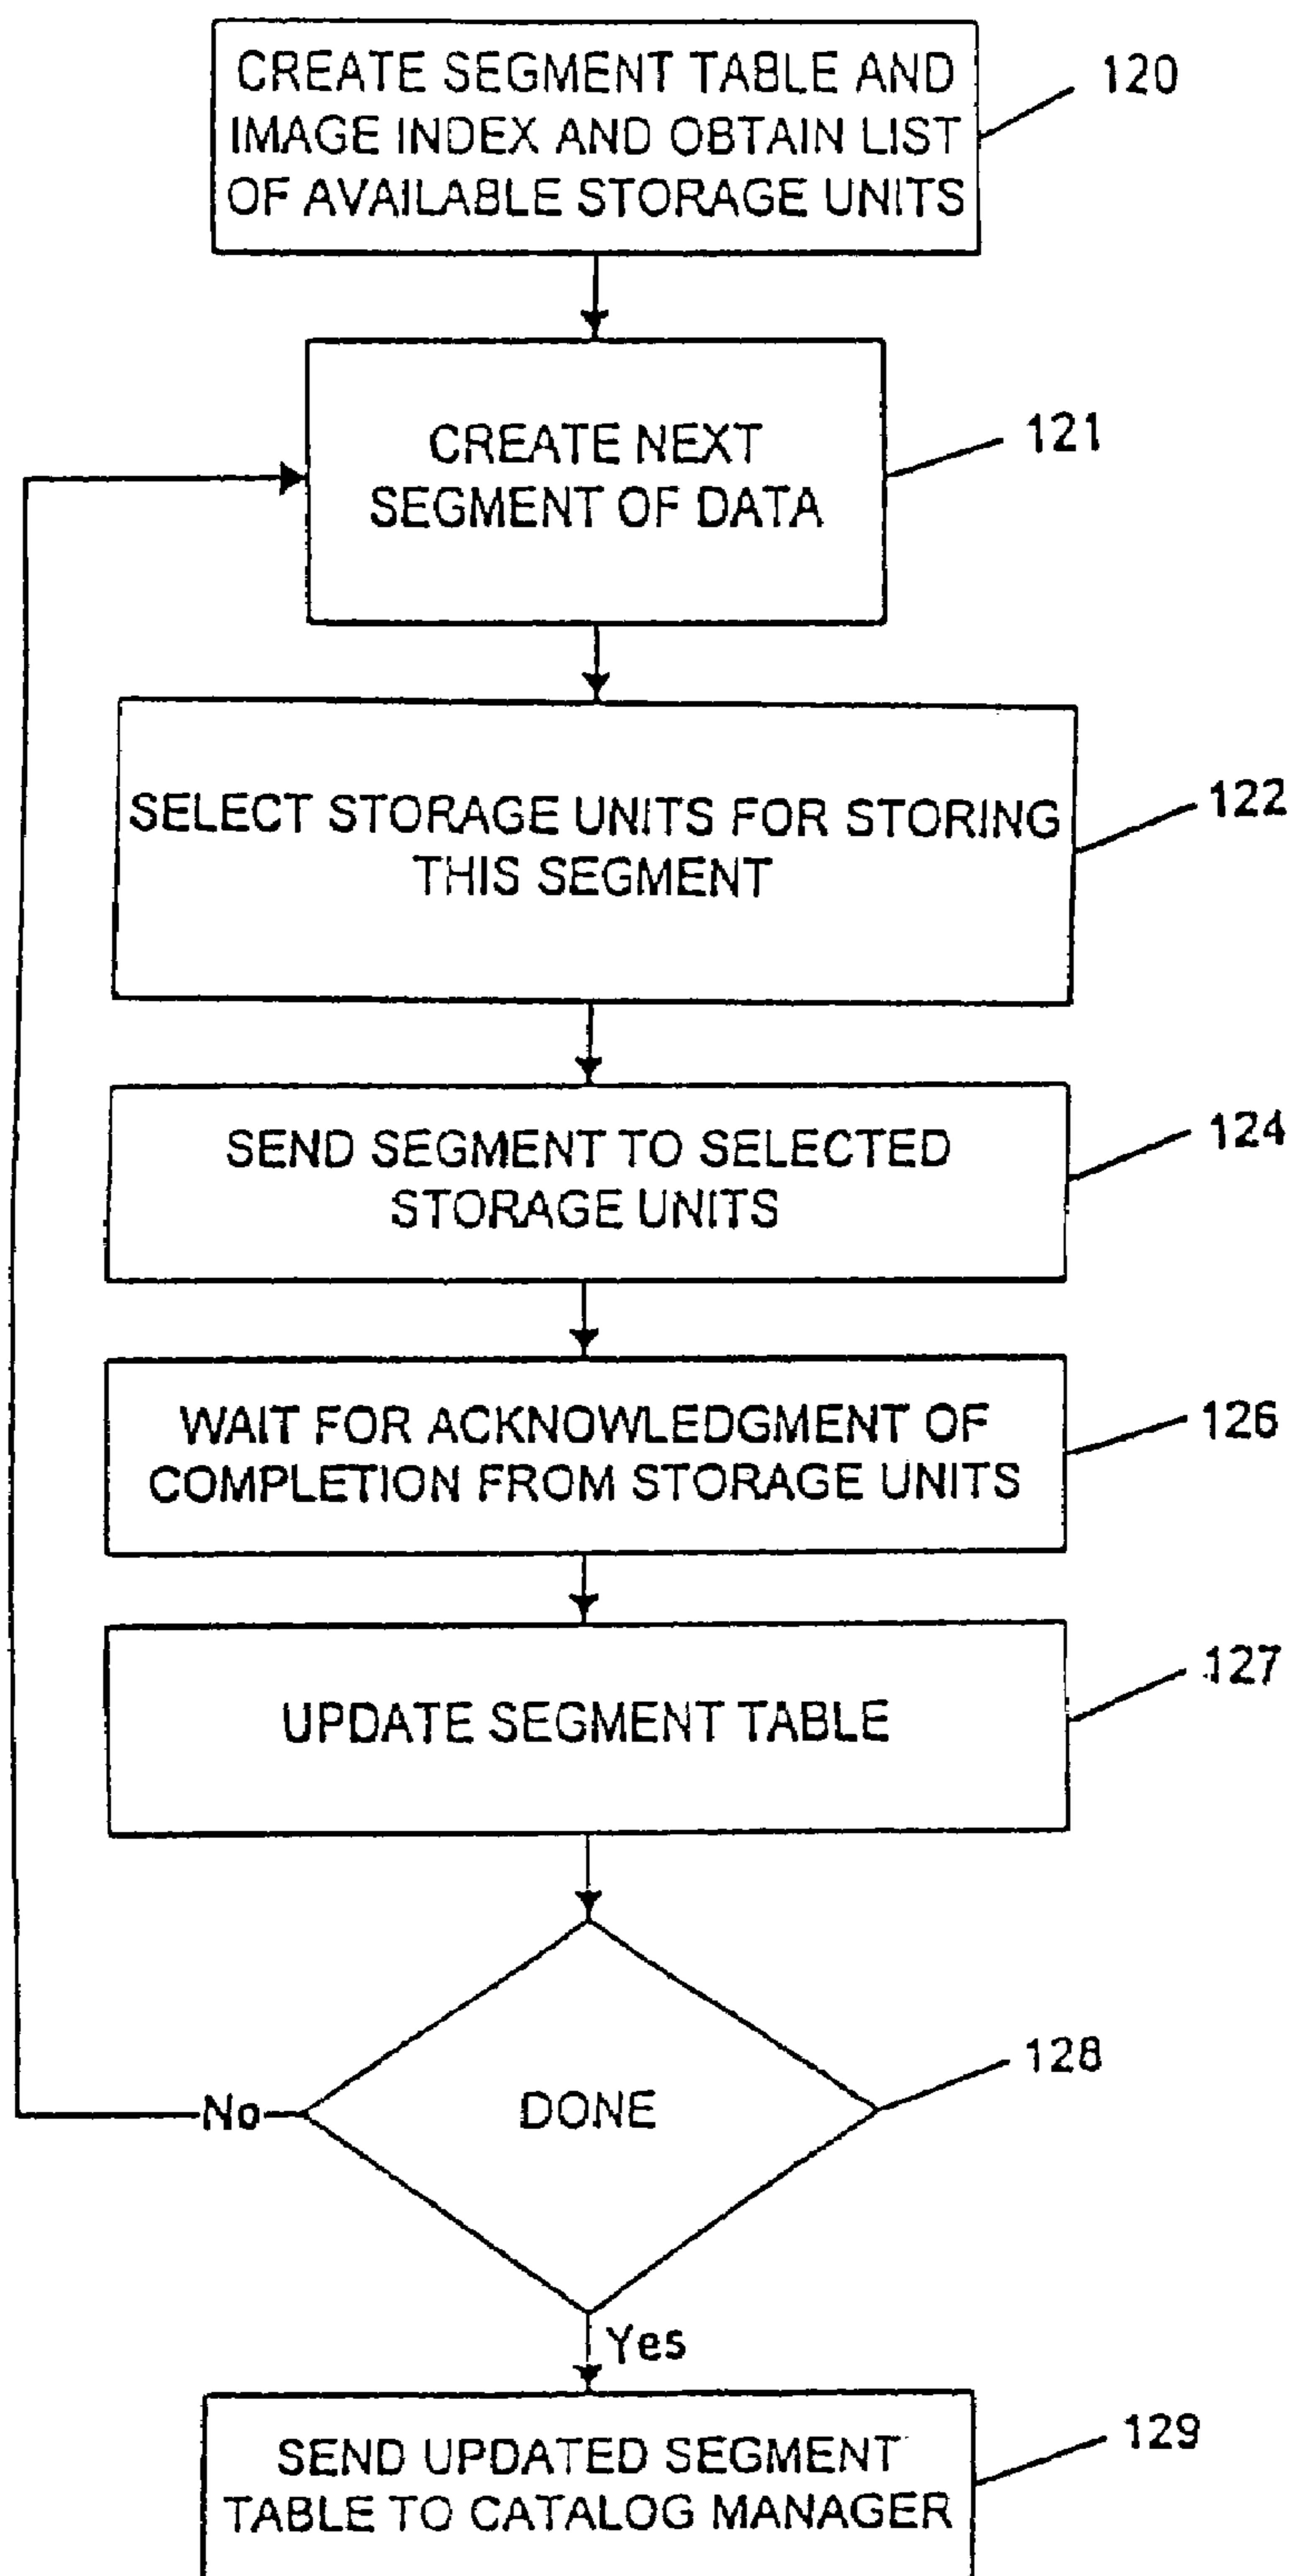 CREATE SEGMENT TABLE AND
IMAGE INDEX AND OBTAIN LIST
OF AVAILABLE STORAGE UNITS
120
CREATE NEXT
SEGMENT OF DATA
121
SELECT STORAGE UNITS FOR STORING
THIS SEGMENT
122
SEND SEGMENT TO SELECTED
STORAGE UNITS
124
WAIT FOR ACKNOWLEDGMENT OF
COMPLETION FROM STORAGE UNITS
126
UPDATE SEGMENT TABLE
127
DONE
128
No
Yes
SEND UPDATED SEGMENT
TABLE TO CATALOG MANAGER
129